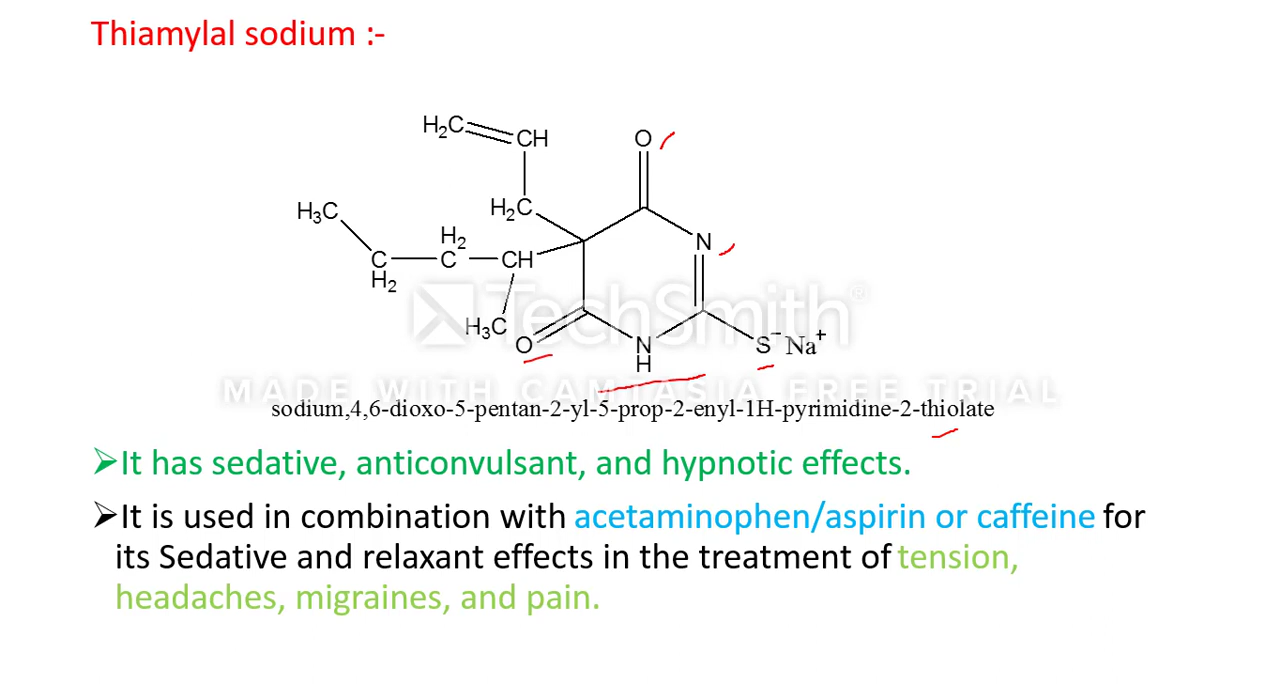 Thiamylal sodium :-
H₂C CH O
H₃C H₂C N
H₂
C C CH
H₂
TechSmith®
H₃C O N S⁻ Na⁺
H
MADE WITH CAMTASIA FREE TRIAL
sodium,4,6-dioxo-5-pentan-2-yl-5-prop-2-enyl-1H-pyrimidine-2-thiolate
➢It has sedative, anticonvulsant, and hypnotic effects.
➢It is used in combination with acetaminophen/aspirin or caffeine for
its Sedative and relaxant effects in the treatment of tension,
headaches, migraines, and pain.